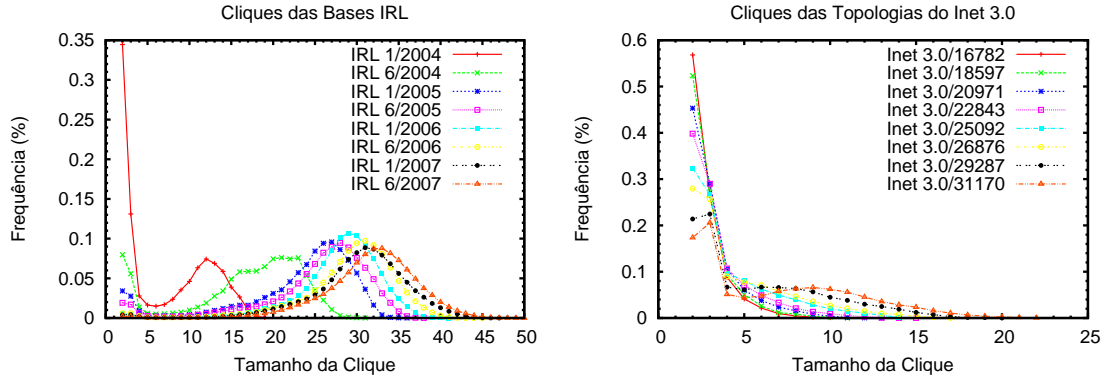 Cliques das Bases IRL
0.35
0.3
0.25
0.2
0.15
0.1
0.05
0
Frequência (%)
IRL 1/2004
IRL 6/2004
IRL 1/2005
IRL 6/2005
IRL 1/2006
IRL 6/2006
IRL 1/2007
IRL 6/2007
0 5 10 15 20 25 30 35 40 45 50
Tamanho da Clique
Cliques das Topologias do Inet 3.0
0.6
0.5
0.4
0.3
0.2
0.1
0
Frequência (%)
Inet 3.0/16782
Inet 3.0/18597
Inet 3.0/20971
Inet 3.0/22843
Inet 3.0/25092
Inet 3.0/26876
Inet 3.0/29287
Inet 3.0/31170
0 5 10 15 20 25
Tamanho da Clique